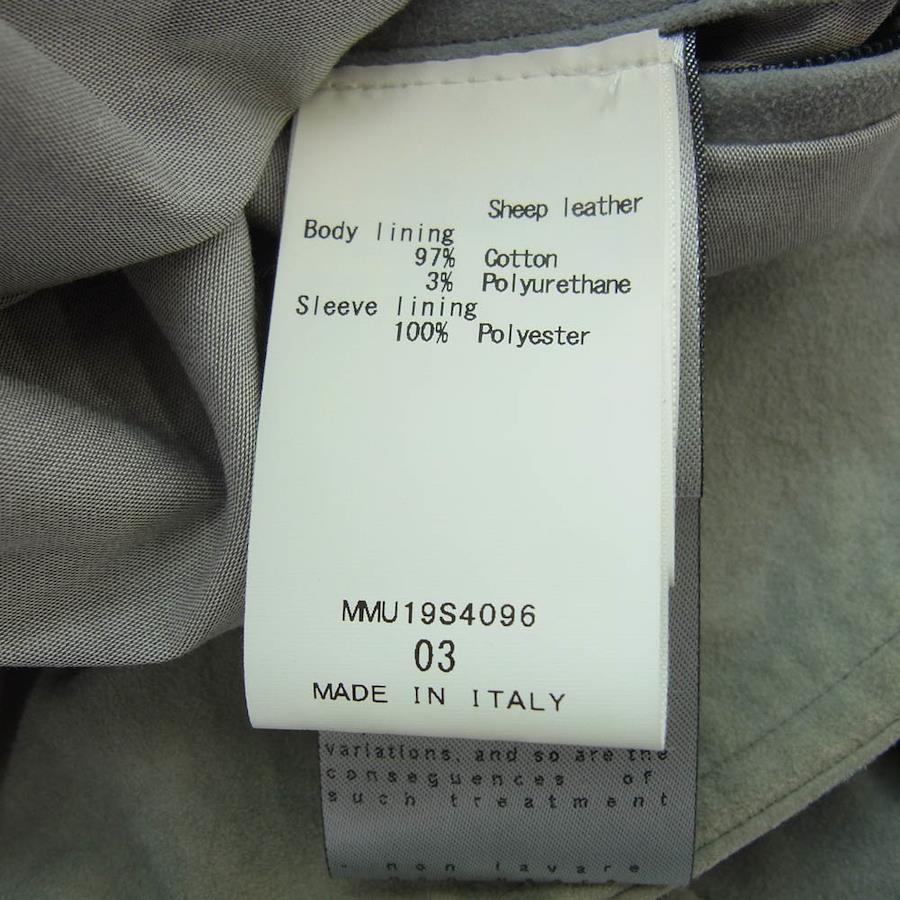 Sheep leather
Body lining
97% Cotton
3% Polyurethane
Sleeve lining
100% Polyester
MMU19S4096
03
MADE IN ITALY
variations, and so are the
conseguences of
such treatment
- non lavare